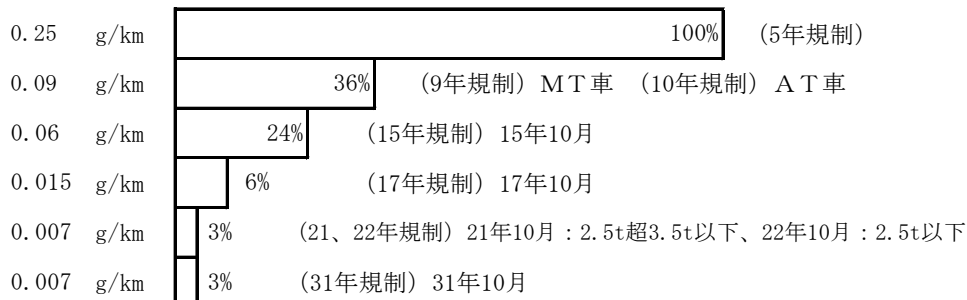 0.25 g/km 100% (5年規制)
0.09 g/km 36% (9年規制) ＭＴ車 (10年規制) ＡＴ車
0.06 g/km 24% (15年規制) 15年10月
0.015 g/km 6% (17年規制) 17年10月
0.007 g/km 3% (21、22年規制) 21年10月：2.5t超3.5t以下、22年10月：2.5t以下
0.007 g/km 3% (31年規制) 31年10月